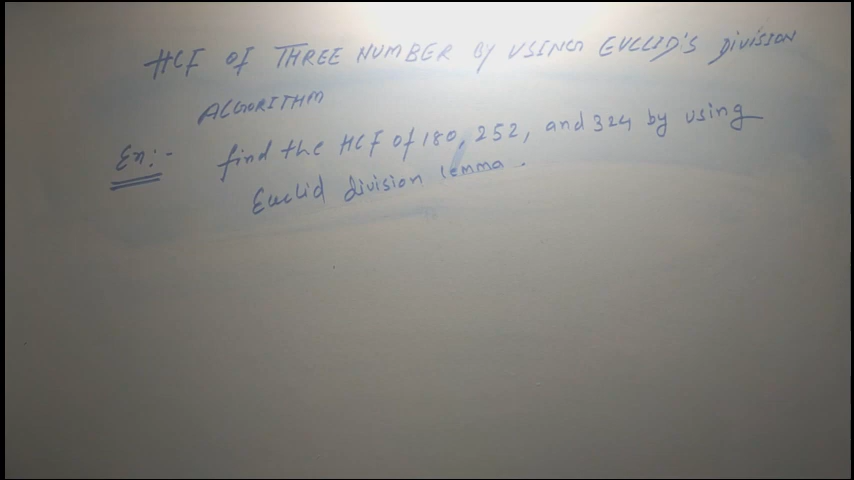 HCF OF THREE NUMBER By USING EUCLID'S DIVISION
ALGORITHM
Ex:- find the HCF of 180, 252, and 324 by using
Euclid division lemma.